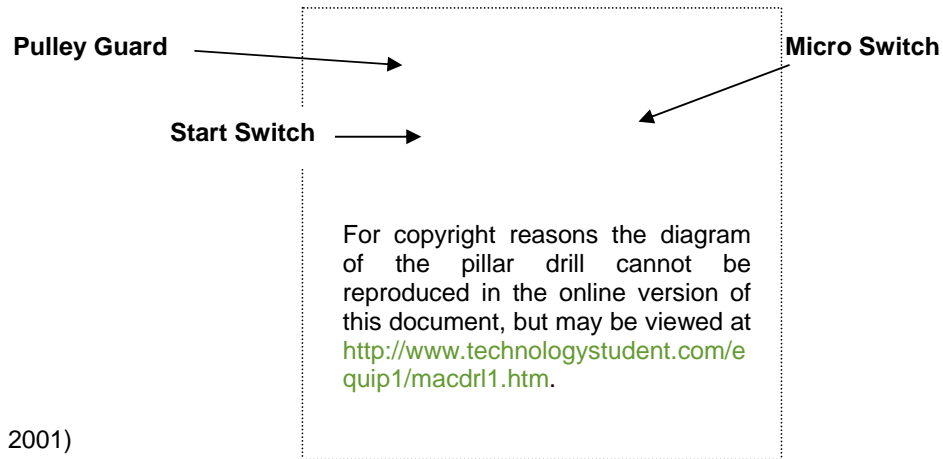 Pulley Guard
Micro Switch
Start Switch
For copyright reasons the diagram
of the pillar drill cannot be
reproduced in the online version of
this document, but may be viewed at
http://www.technologystudent.com/e
quip1/macdrl1.htm.
2001)